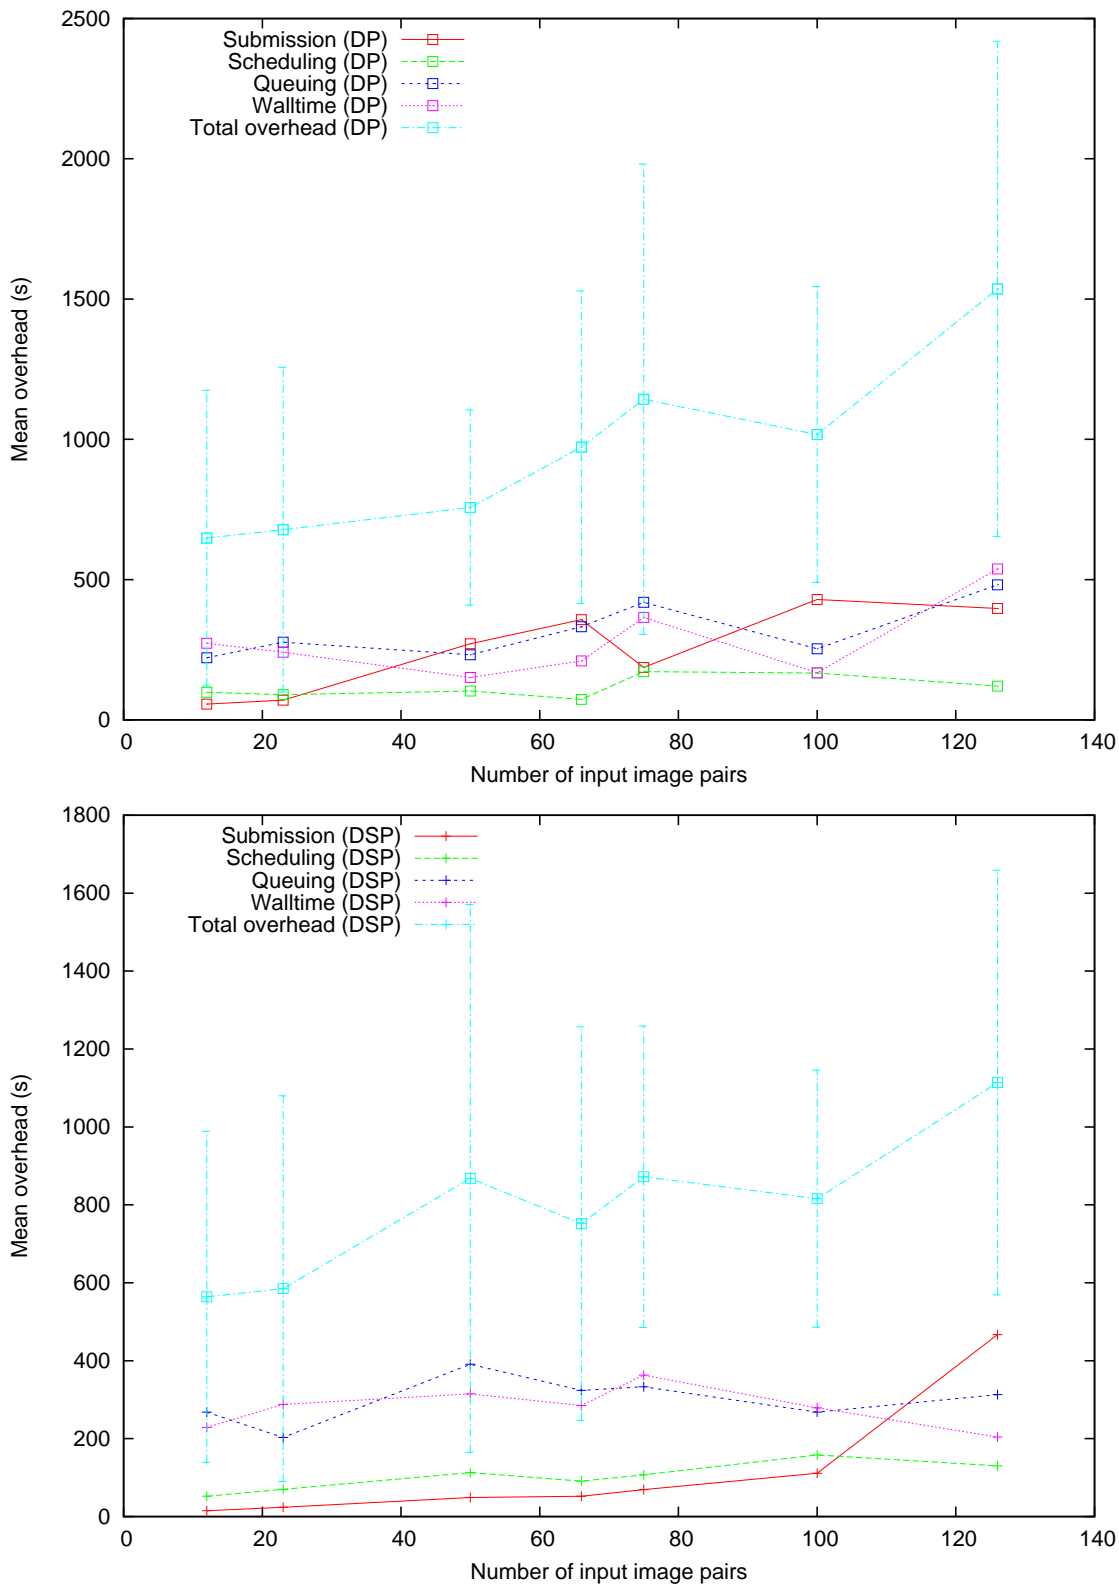 2500
2000
1500
1000
500
0
Mean overhead (s)
Submission (DP)
Scheduling (DP)
Queuing (DP)
Walltime (DP)
Total overhead (DP)
0 20 40 60 80 100 120 140
Number of input image pairs
1800
1600
1400
1200
1000
800
600
400
200
0
Mean overhead (s)
Submission (DSP)
Scheduling (DSP)
Queuing (DSP)
Walltime (DSP)
Total overhead (DSP)
0 20 40 60 80 100 120 140
Number of input image pairs